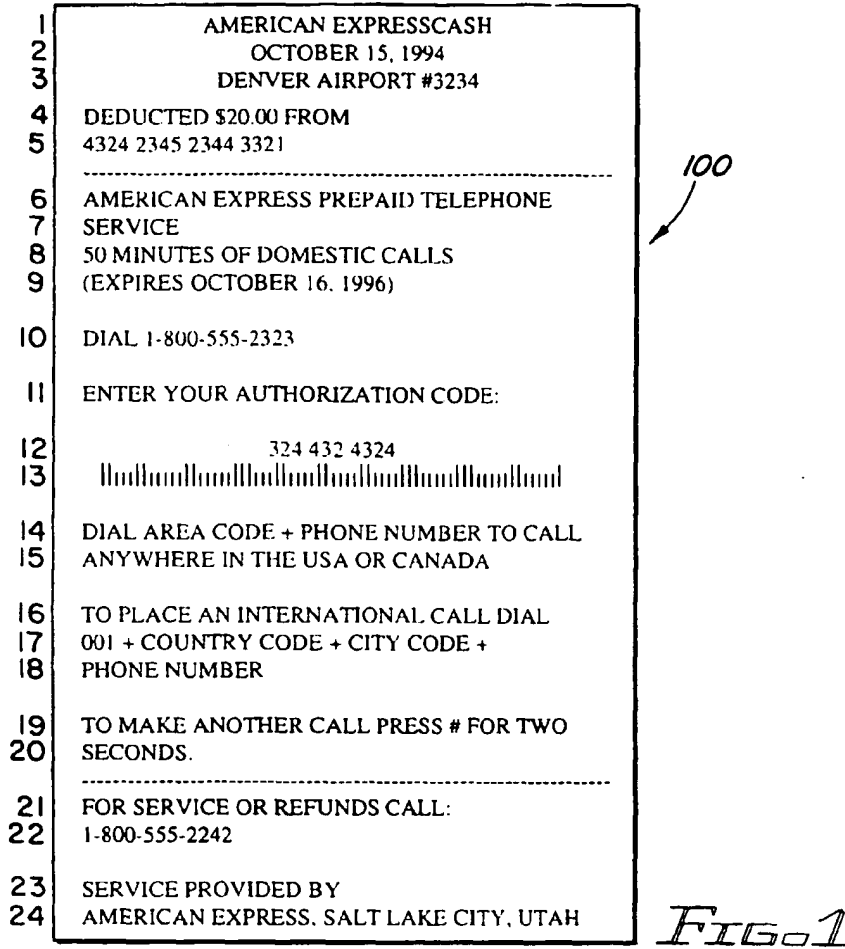 1 AMERICAN EXPRESSCASH
2 OCTOBER 15, 1994
3 DENVER AIRPORT #3234
4 DEDUCTED $20.00 FROM
5 4324 2345 2344 3321
100
6 AMERICAN EXPRESS PREPAID TELEPHONE
7 SERVICE
8 50 MINUTES OF DOMESTIC CALLS
9 (EXPIRES OCTOBER 16, 1996)
10 DIAL 1-800-555-2323
11 ENTER YOUR AUTHORIZATION CODE:
12 324 432 4324
13
14 DIAL AREA CODE + PHONE NUMBER TO CALL
15 ANYWHERE IN THE USA OR CANADA
16 TO PLACE AN INTERNATIONAL CALL DIAL
17 001 + COUNTRY CODE + CITY CODE +
18 PHONE NUMBER
19 TO MAKE ANOTHER CALL PRESS # FOR TWO
20 SECONDS.
21 FOR SERVICE OR REFUNDS CALL:
22 1-800-555-2242
23 SERVICE PROVIDED BY
24 AMERICAN EXPRESS, SALT LAKE CITY, UTAH
FIG. 1